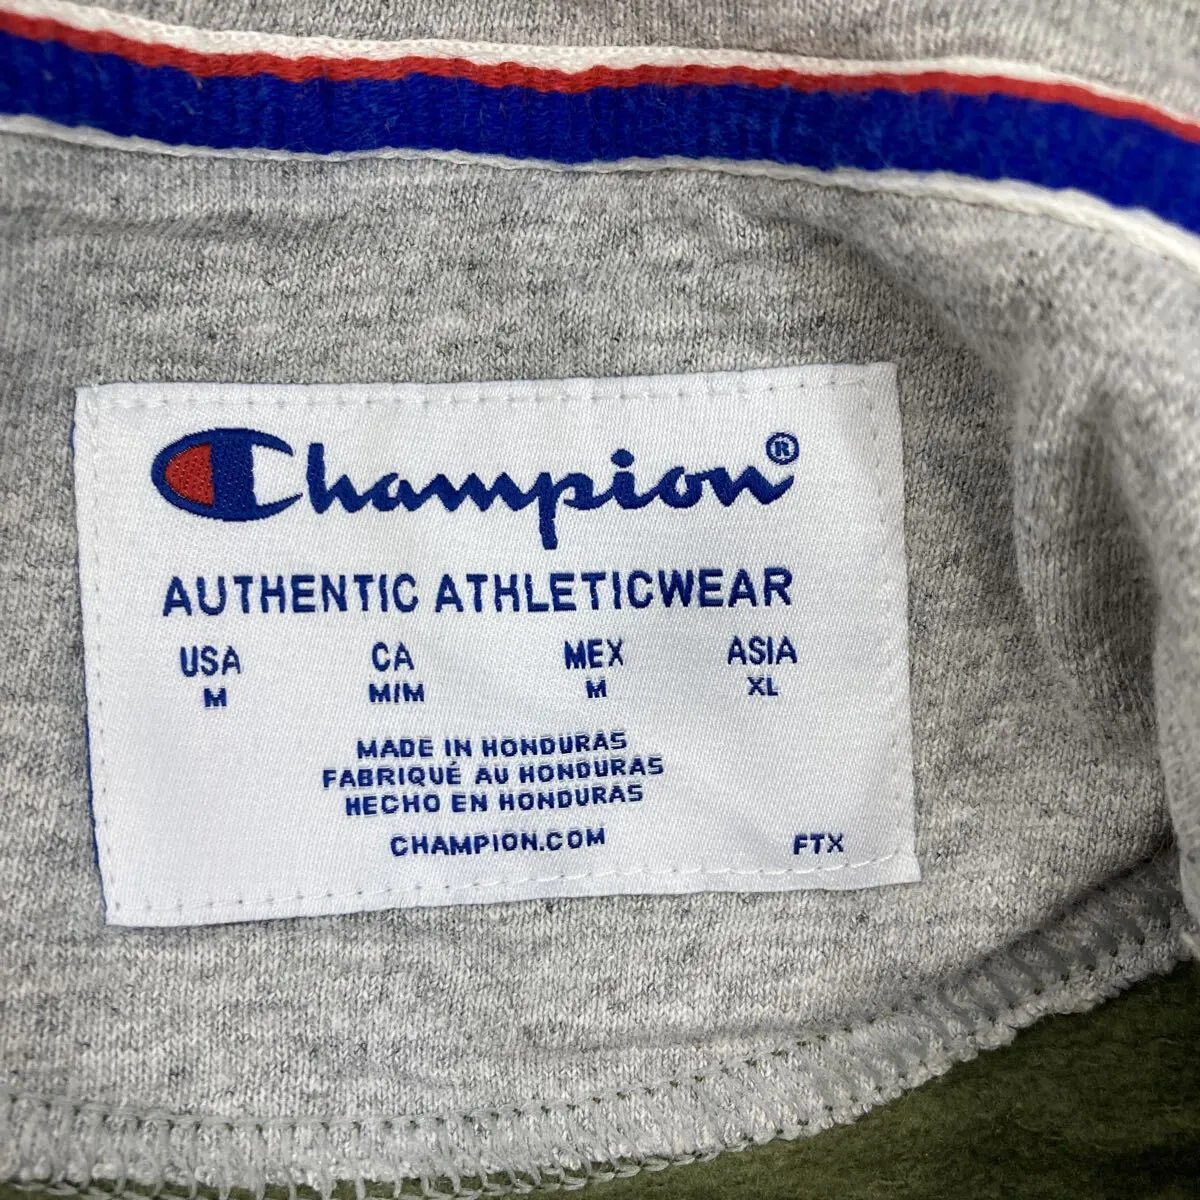 Champion®
AUTHENTIC ATHLETICWEAR
USA CA MEX ASIA
M M/M M XL
MADE IN HONDURAS
FABRIQUÉ AU HONDURAS
HECHO EN HONDURAS
CHAMPION.COM FTX